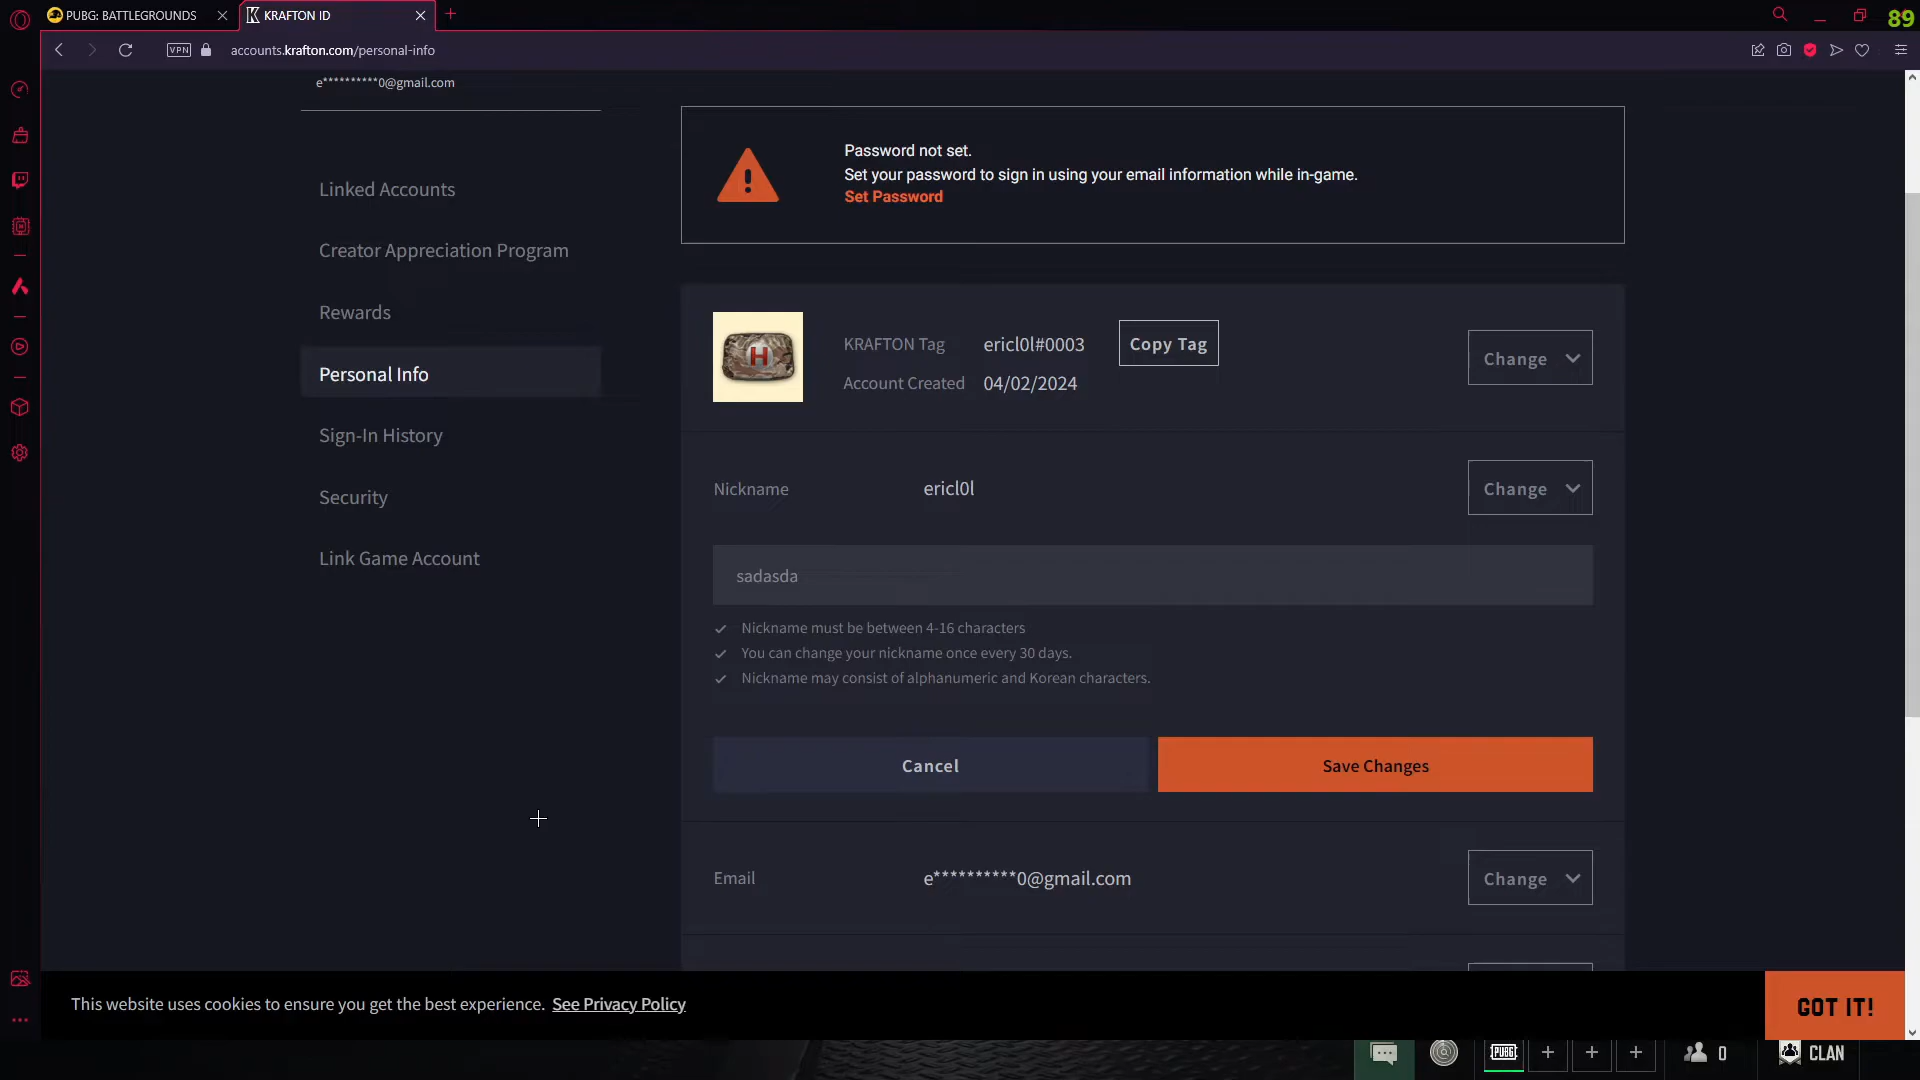 PUBG: BATTLEGROUNDS
KRAFTON ID
89
VPN
accounts.krafton.com/personal-info
e**********0@gmail.com
Linked Accounts
Creator Appreciation Program
Rewards
Personal Info
Sign-In History
Security
Link Game Account
Password not set.
Set your password to sign in using your email information while in-game.
Set Password
H
KRAFTON Tag ericl0l#0003 Copy Tag
Account Created 04/02/2024
Change
Nickname ericl0l Change
sadasda
Nickname must be between 4-16 characters
You can change your nickname once every 30 days.
Nickname may consist of alphanumeric and Korean characters.
Cancel Save Changes
Email e**********0@gmail.com Change
This website uses cookies to ensure you get the best experience. See Privacy Policy
GOT IT!
PUBG
0
CLAN